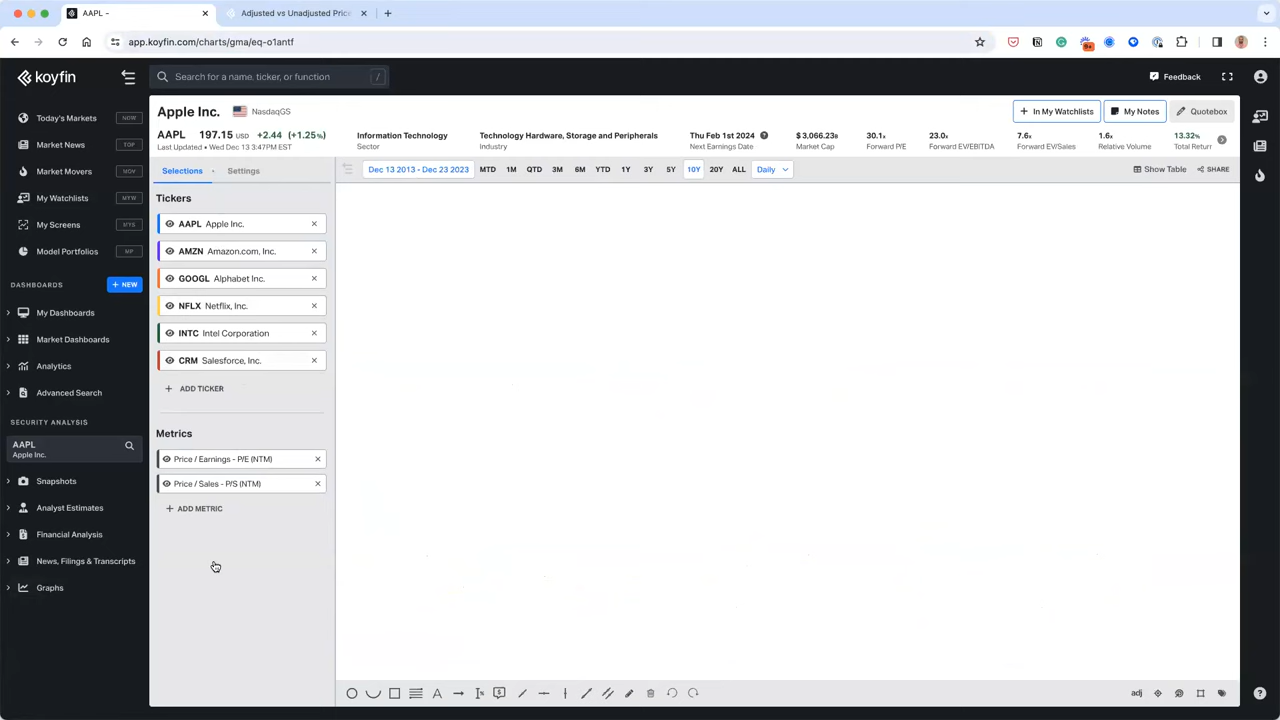 AAPL -
Adjusted vs Unadjusted Price
app.koyfin.com/charts/gma/eq-o1antf
9+
koyfin
Search for a name, ticker, or function
/
Feedback
Today's Markets
NOW
Market News
TOP
Market Movers
MOV
My Watchlists
MYW
My Screens
MYS
Model Portfolios
MP
DASHBOARDS
+ NEW
My Dashboards
Market Dashboards
Analytics
Advanced Search
SECURITY ANALYSIS
AAPL
Apple Inc.
Snapshots
Analyst Estimates
Financial Analysis
News, Filings & Transcripts
Graphs
Apple Inc.
NasdaqGS
+ In My Watchlists
My Notes
Quotebox
AAPL 197.15 USD +2.44 (+1.25%)
Last Updated • Wed Dec 13 3:47PM EST
Information Technology
Sector
Technology Hardware, Storage and Peripherals
Industry
Thu Feb 1st 2024
Next Earnings Date
$ 3,066.23B
Market Cap
30.1x
Forward P/E
23.0x
Forward EV/EBITDA
7.6x
Forward EV/Sales
1.6x
Relative Volume
13.32%
Total Return
Selections
Settings
Dec 13 2013 - Dec 23 2023
MTD 1M QTD 3M 6M YTD 1Y 3Y 5Y 10Y 20Y ALL
Daily
Show Table
SHARE
Tickers
AAPL Apple Inc.
AMZN Amazon.com, Inc.
GOOGL Alphabet Inc.
NFLX Netflix, Inc.
INTC Intel Corporation
CRM Salesforce, Inc.
+ ADD TICKER
Metrics
Price / Earnings - P/E (NTM)
Price / Sales - P/S (NTM)
+ ADD METRIC
adj